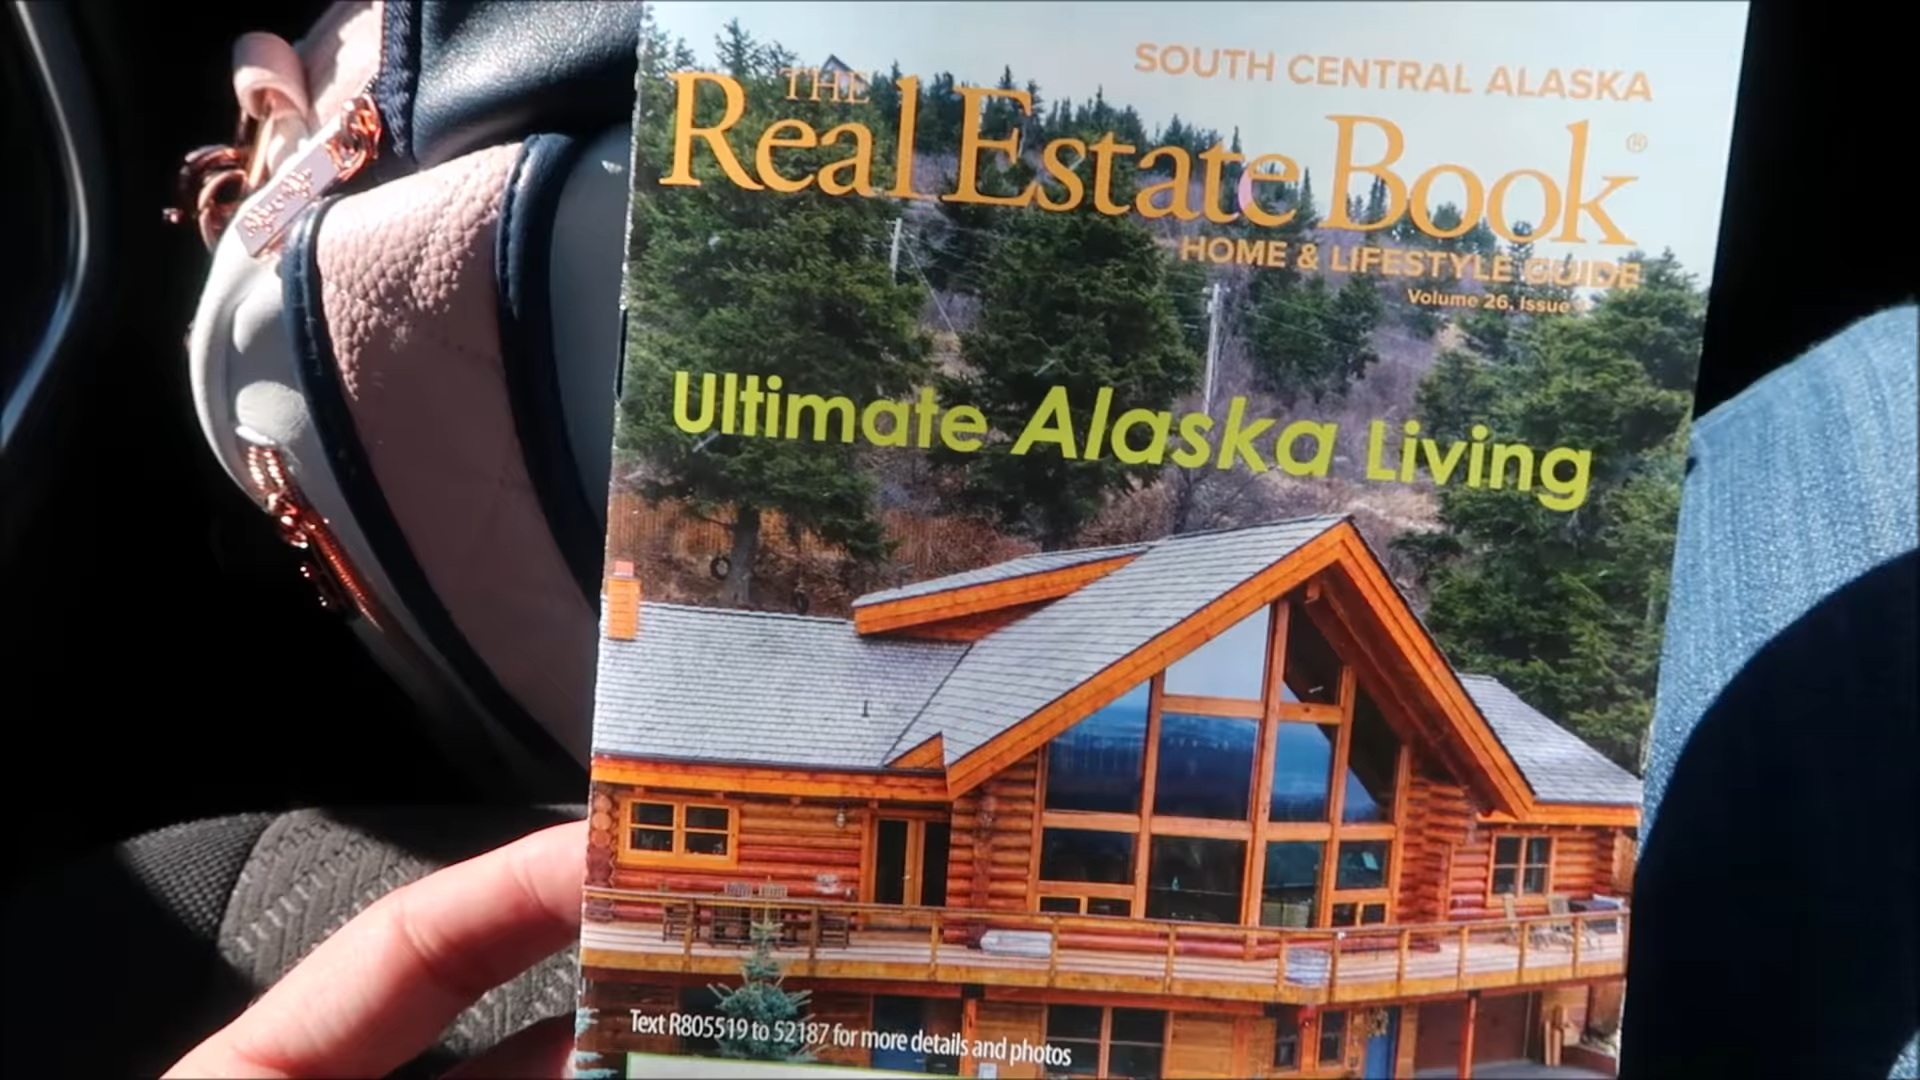 SOUTH CENTRAL ALASKA
THE
Real Estate Book®
HOME & LIFESTYLE GUIDE
Volume 26, Issue
Ultimate Alaska Living
Text R805519 to 52187 for more details and photos